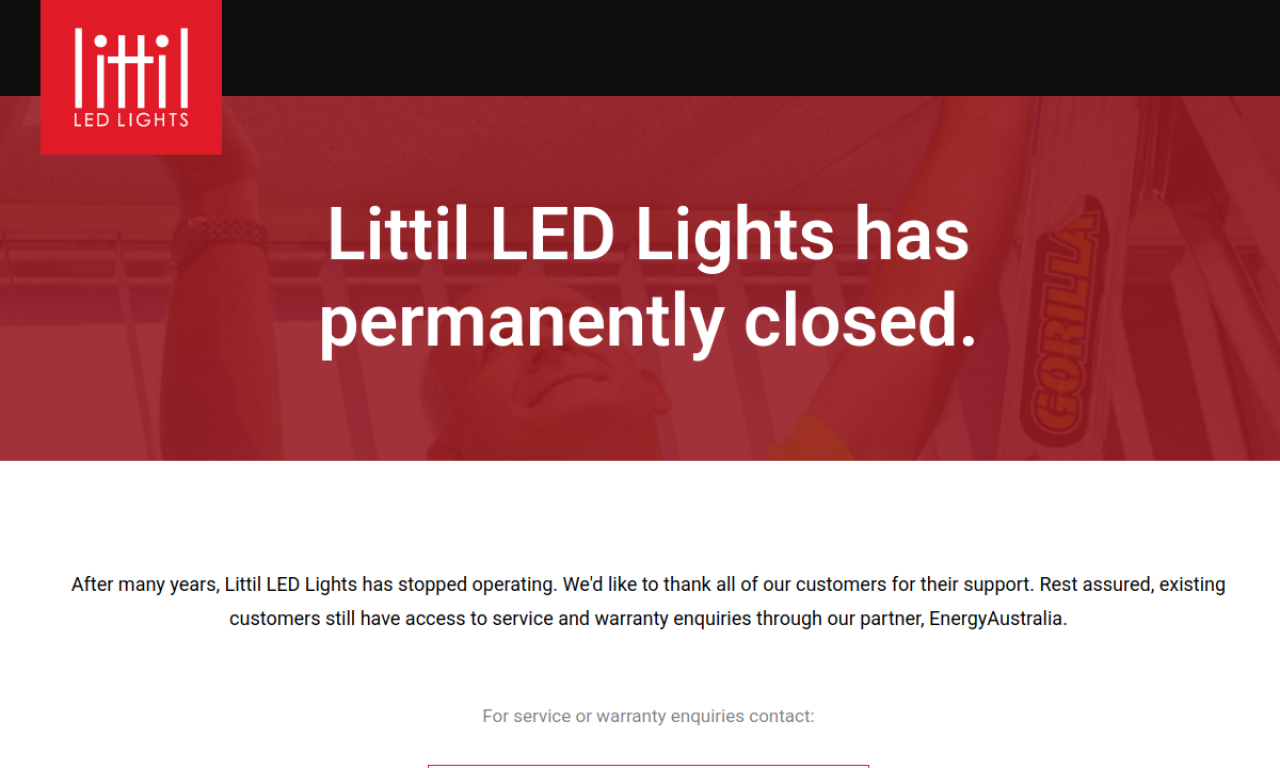 littil
LED LIGHTS
Littil LED Lights has
permanently closed.
GORILLA
After many years, Littil LED Lights has stopped operating. We'd like to thank all of our customers for their support. Rest assured, existing
customers still have access to service and warranty enquiries through our partner, EnergyAustralia.
For service or warranty enquiries contact: